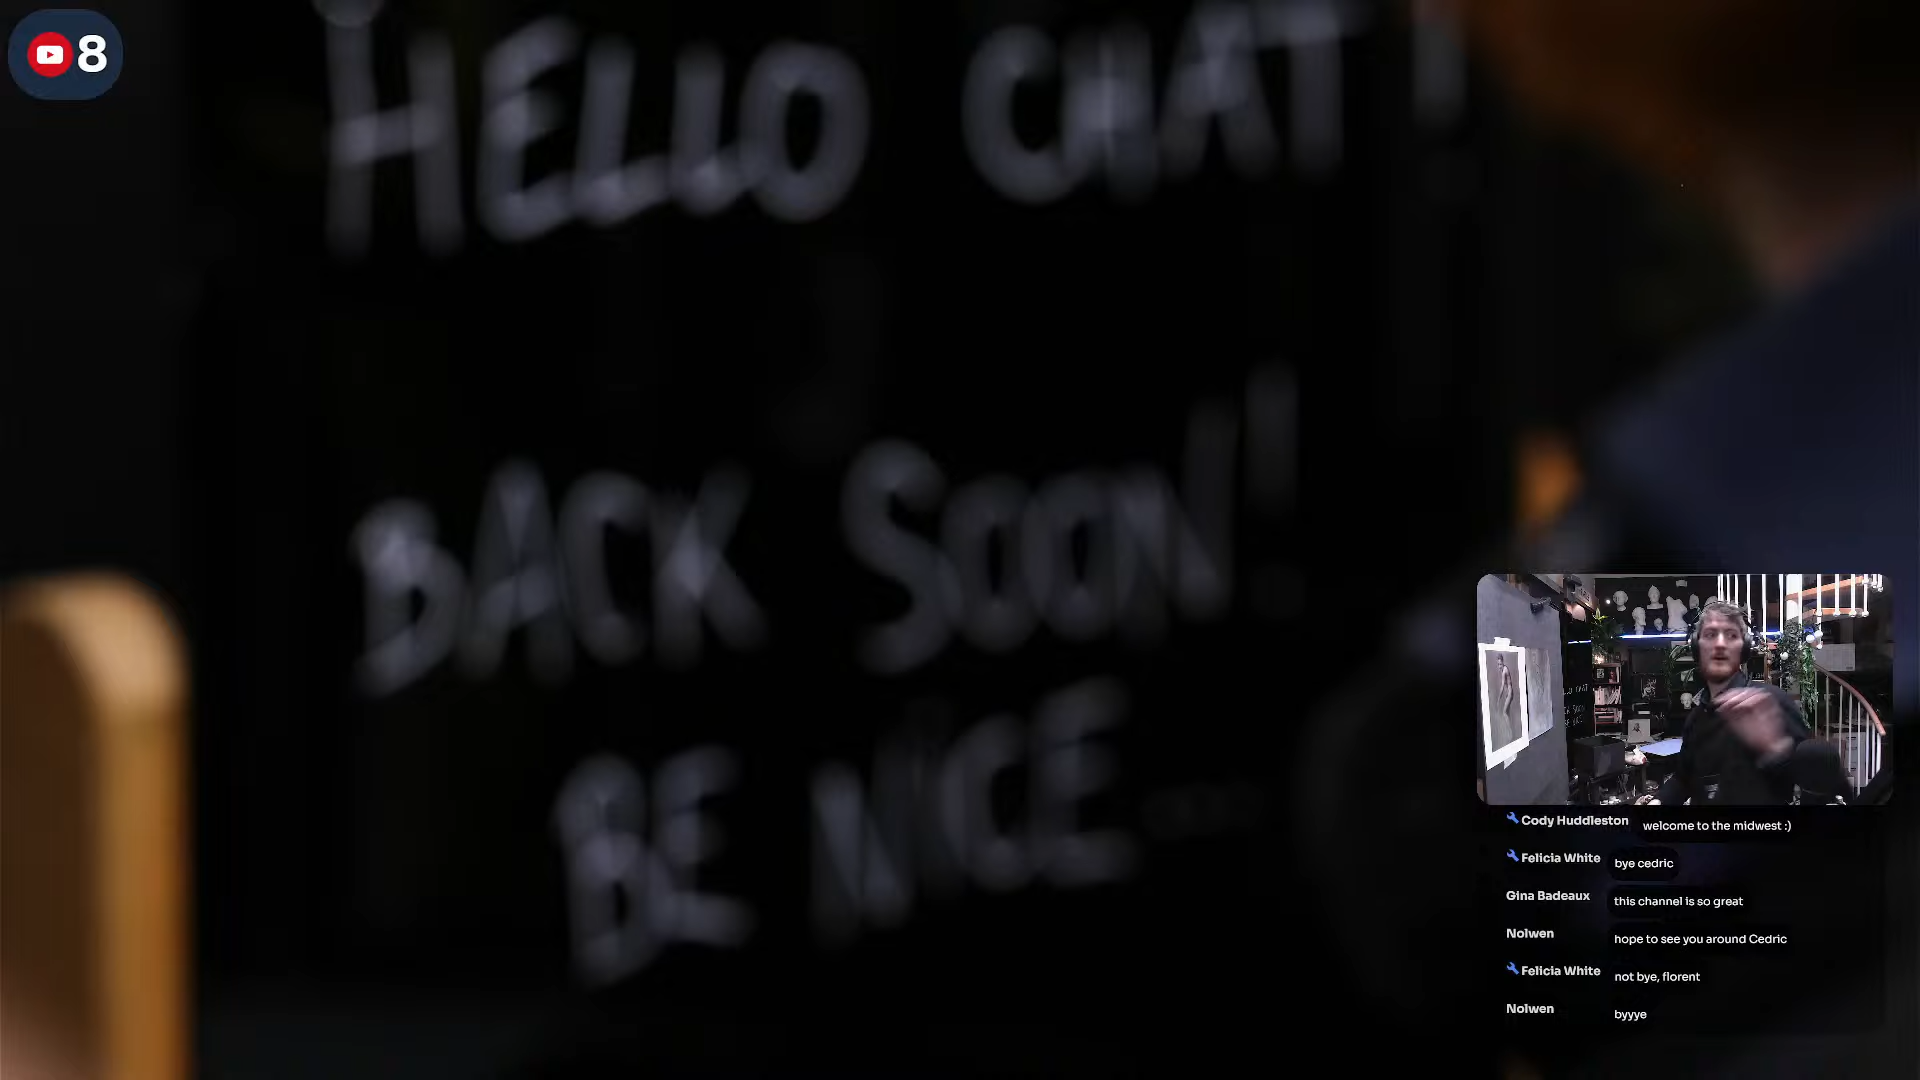 8
HELLO CHAT!
BACK SOON!!
BE NICE
Cody Huddleston welcome to the midwest :)
Felicia White bye cedric
Gina Badeaux this channel is so great
Nolwen hope to see you around Cedric
Felicia White not bye, florent
Nolwen byyye